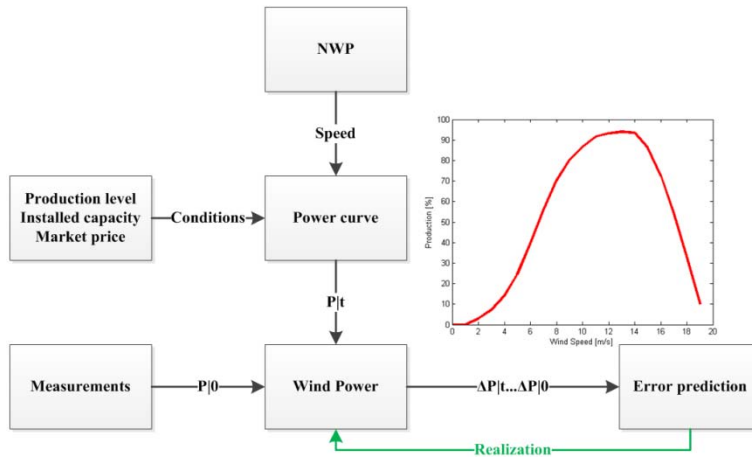 NWP
Speed
Production level
Installed capacity
Market price
Conditions
Power curve
P|t
Measurements
P|0
Wind Power
ΔP|t...ΔP|0
Error prediction
Realization
Production [%]
100
90
80
70
60
50
40
30
20
10
0
0 2 4 6 8 10 12 14 16 18 20
Wind Speed [m/s]